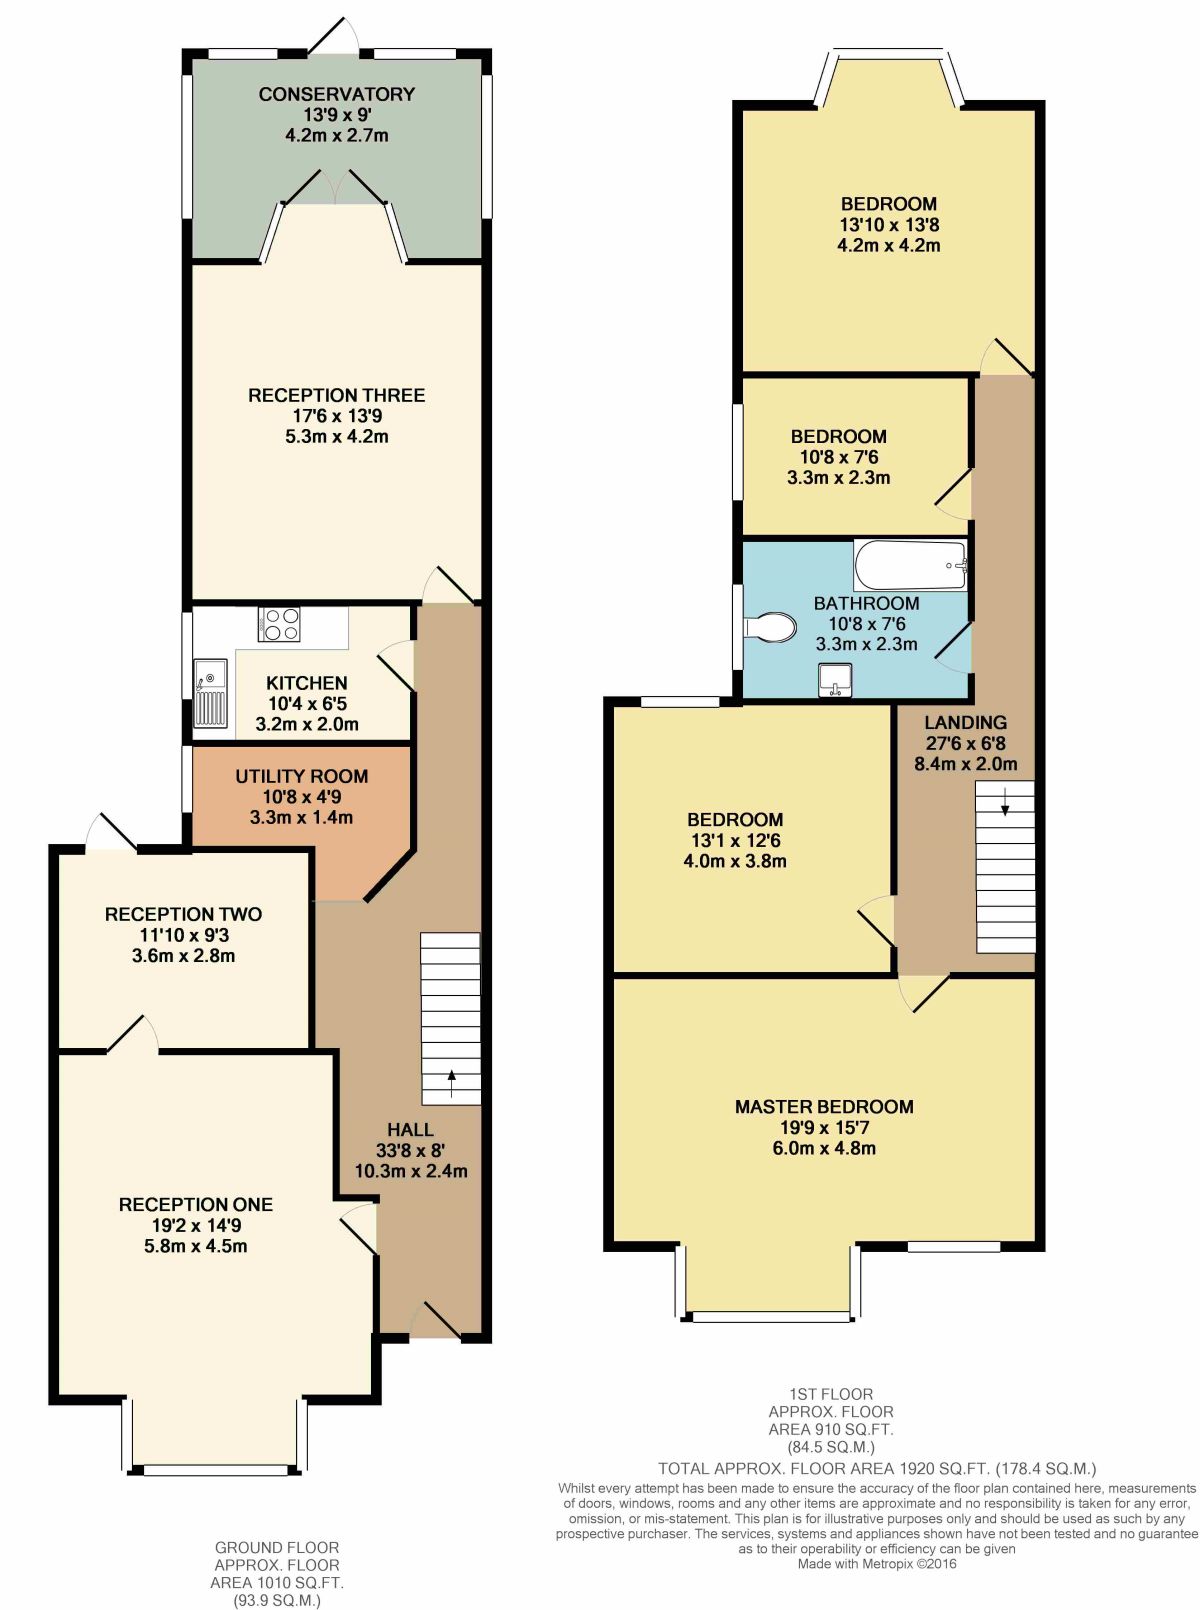 CONSERVATORY
13'9 x 9'
4.2m x 2.7m
RECEPTION THREE
17'6 x 13'9
5.3m x 4.2m
KITCHEN
10'4 x 6'5
3.2m x 2.0m
UTILITY ROOM
10'8 x 4'9
3.3m x 1.4m
RECEPTION TWO
11'10 x 9'3
3.6m x 2.8m
HALL
33'8 x 8'
10.3m x 2.4m
RECEPTION ONE
19'2 x 14'9
5.8m x 4.5m
GROUND FLOOR
APPROX. FLOOR
AREA 1010 SQ.FT.
(93.9 SQ.M.)
BEDROOM
13'10 x 13'8
4.2m x 4.2m
BEDROOM
10'8 x 7'6
3.3m x 2.3m
BATHROOM
10'8 x 7'6
3.3m x 2.3m
LANDING
27'6 x 6'8
8.4m x 2.0m
BEDROOM
13'1 x 12'6
4.0m x 3.8m
MASTER BEDROOM
19'9 x 15'7
6.0m x 4.8m
1ST FLOOR
APPROX. FLOOR
AREA 910 SQ.FT.
(84.5 SQ.M.)
TOTAL APPROX. FLOOR AREA 1920 SQ.FT. (178.4 SQ.M.)
Whilst every attempt has been made to ensure the accuracy of the floor plan contained here, measurements
of doors, windows, rooms and any other items are approximate and no responsibility is taken for any error,
omission, or mis-statement. This plan is for illustrative purposes only and should be used as such by any
prospective purchaser. The services, systems and appliances shown have not been tested and no guarantee
as to their operability or efficiency can be given
Made with Metropix ©2016